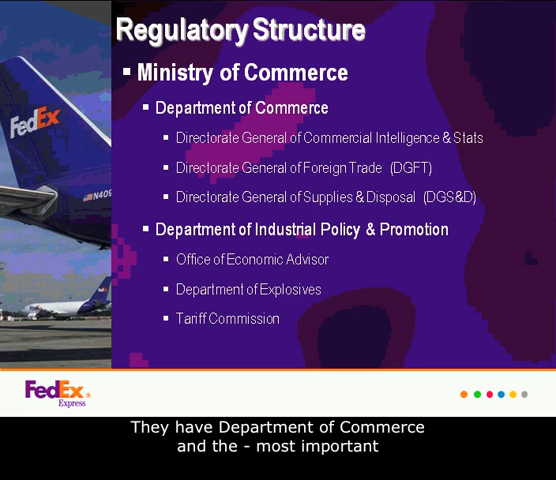 Regulatory Structure
Ministry of Commerce
Department of Commerce
Directorate General of Commercial Intelligence & Stats
Directorate General of Foreign Trade (DGFT)
Directorate General of Supplies & Disposal (DGS&D)
Department of Industrial Policy & Promotion
Office of Economic Advisor
Department of Explosives
Tariff Commission
FedEx
N409
FedEx®
Express
They have Department of Commerce
and the - most important